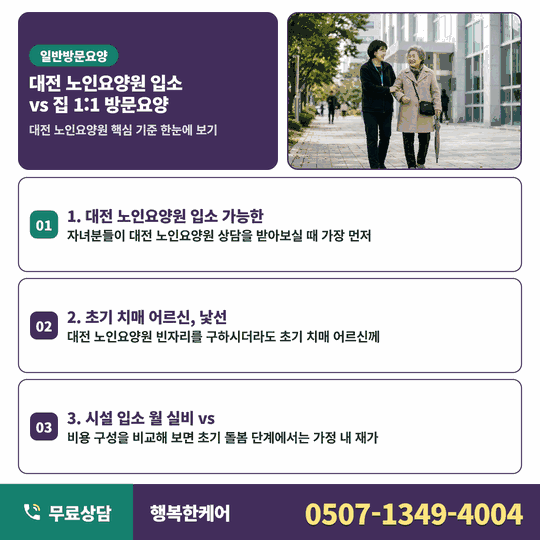 일반방문요양
대전 노인요양원 입소
vs 집 1:1 방문요양
대전 노인요양원 핵심 기준 한눈에 보기
01
1. 대전 노인요양원 입소 가능한
자녀분들이 대전 노인요양원 상담을 받아보실 때 가장 먼저
02
2. 초기 치매 어르신, 낯선
대전 노인요양원 빈자리를 구하시더라도 초기 치매 어르신께
03
3. 시설 입소 월 실비 vs
비용 구성을 비교해 보면 초기 돌봄 단계에서는 가정 내 재가
무료상담
행복한케어
0507-1349-4004